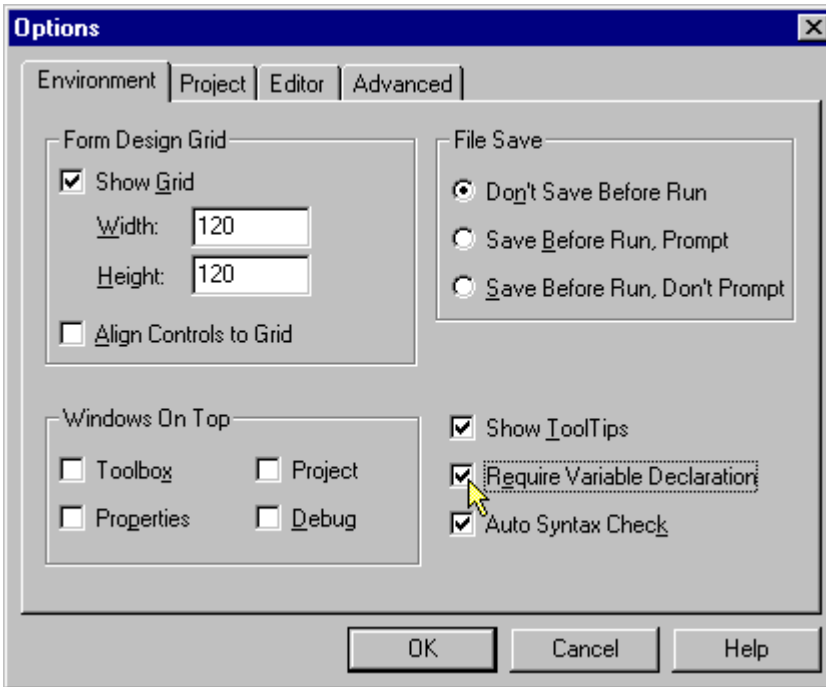 Options
Environment Project Editor Advanced
Form Design Grid
Show Grid
Width: 120
Height: 120
Align Controls to Grid
File Save
Don't Save Before Run
Save Before Run, Prompt
Save Before Run, Don't Prompt
Windows On Top
Toolbox Project
Properties Debug
Show ToolTips
Require Variable Declaration
Auto Syntax Check
OK Cancel Help